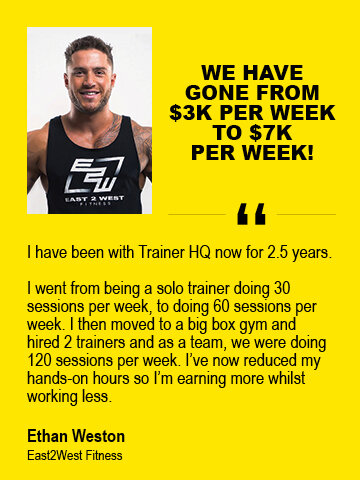 E2W
EAST 2 WEST
FITNESS
WE HAVE
GONE FROM
$3K PER WEEK
TO $7K
PER WEEK!
“
I have been with Trainer HQ now for 2.5 years.
I went from being a solo trainer doing 30
sessions per week, to doing 60 sessions per
week. I then moved to a big box gym and
hired 2 trainers and as a team, we were doing
120 sessions per week. I’ve now reduced my
hands-on hours so I’m earning more whilst
working less.
Ethan Weston
East2West Fitness